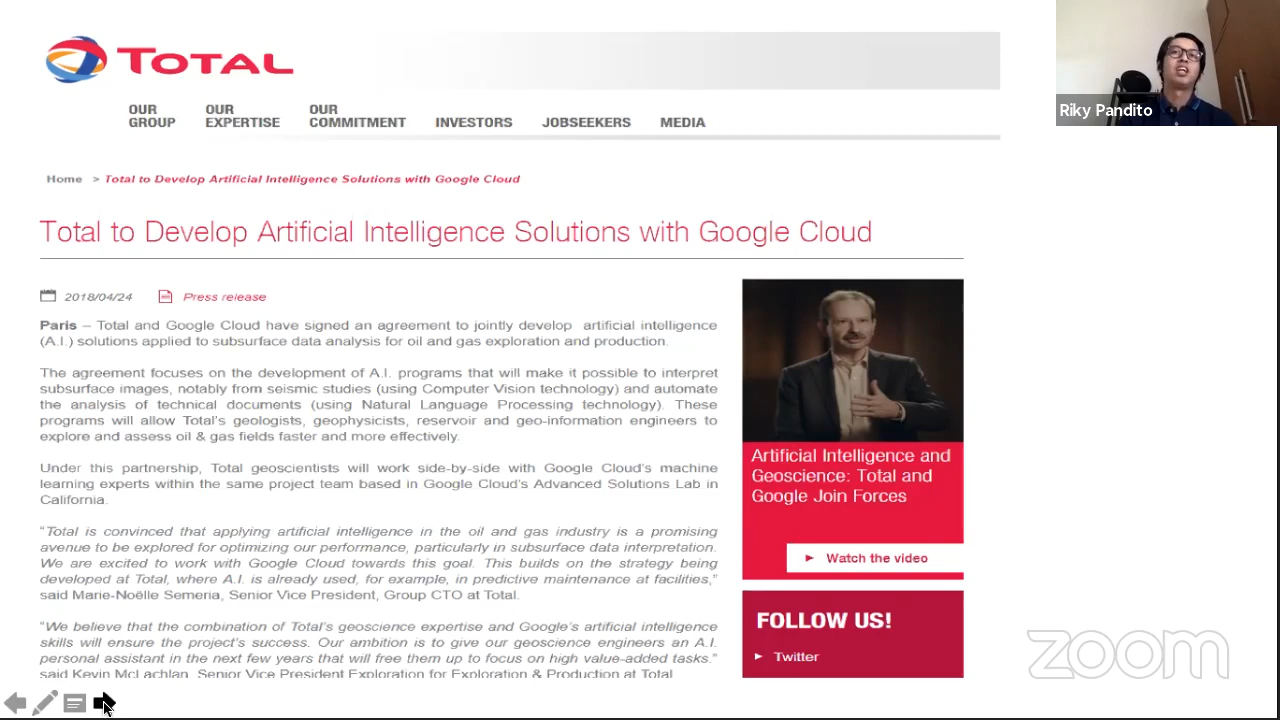 TOTAL
OUR GROUP
OUR EXPERTISE
OUR COMMITMENT
INVESTORS
JOBSEEKERS
MEDIA
Riky Pandito
Home > Total to Develop Artificial Intelligence Solutions with Google Cloud
Total to Develop Artificial Intelligence Solutions with Google Cloud
2018/04/24 Press release
Paris – Total and Google Cloud have signed an agreement to jointly develop artificial intelligence
(A.I.) solutions applied to subsurface data analysis for oil and gas exploration and production.
The agreement focuses on the development of A.I. programs that will make it possible to interpret
subsurface images, notably from seismic studies (using Computer Vision technology) and automate
the analysis of technical documents (using Natural Language Processing technology). These
programs will allow Total's geologists, geophysicists, reservoir and geo-information engineers to
explore and assess oil & gas fields faster and more effectively.
Under this partnership, Total geoscientists will work side-by-side with Google Cloud's machine
learning experts within the same project team based in Google Cloud's Advanced Solutions Lab in
California.
"Total is convinced that applying artificial intelligence in the oil and gas industry is a promising
avenue to be explored for optimizing our performance, particularly in subsurface data interpretation.
We are excited to work with Google Cloud towards this goal. This builds on the strategy being
developed at Total, where A.I. is already used, for example, in predictive maintenance at facilities,"
said Marie-Noëlle Semeria, Senior Vice President, Group CTO at Total.
"We believe that the combination of Total's geoscience expertise and Google's artificial intelligence
skills will ensure the project's success. Our ambition is to give our geoscience engineers an A.I.
personal assistant in the next few years that will free them up to focus on high value-added tasks."
said Kevin McLachlan, Senior Vice President Exploration for Exploration & Production at Total
Artificial Intelligence and
Geoscience: Total and
Google Join Forces
Watch the video
FOLLOW US!
Twitter
zoom